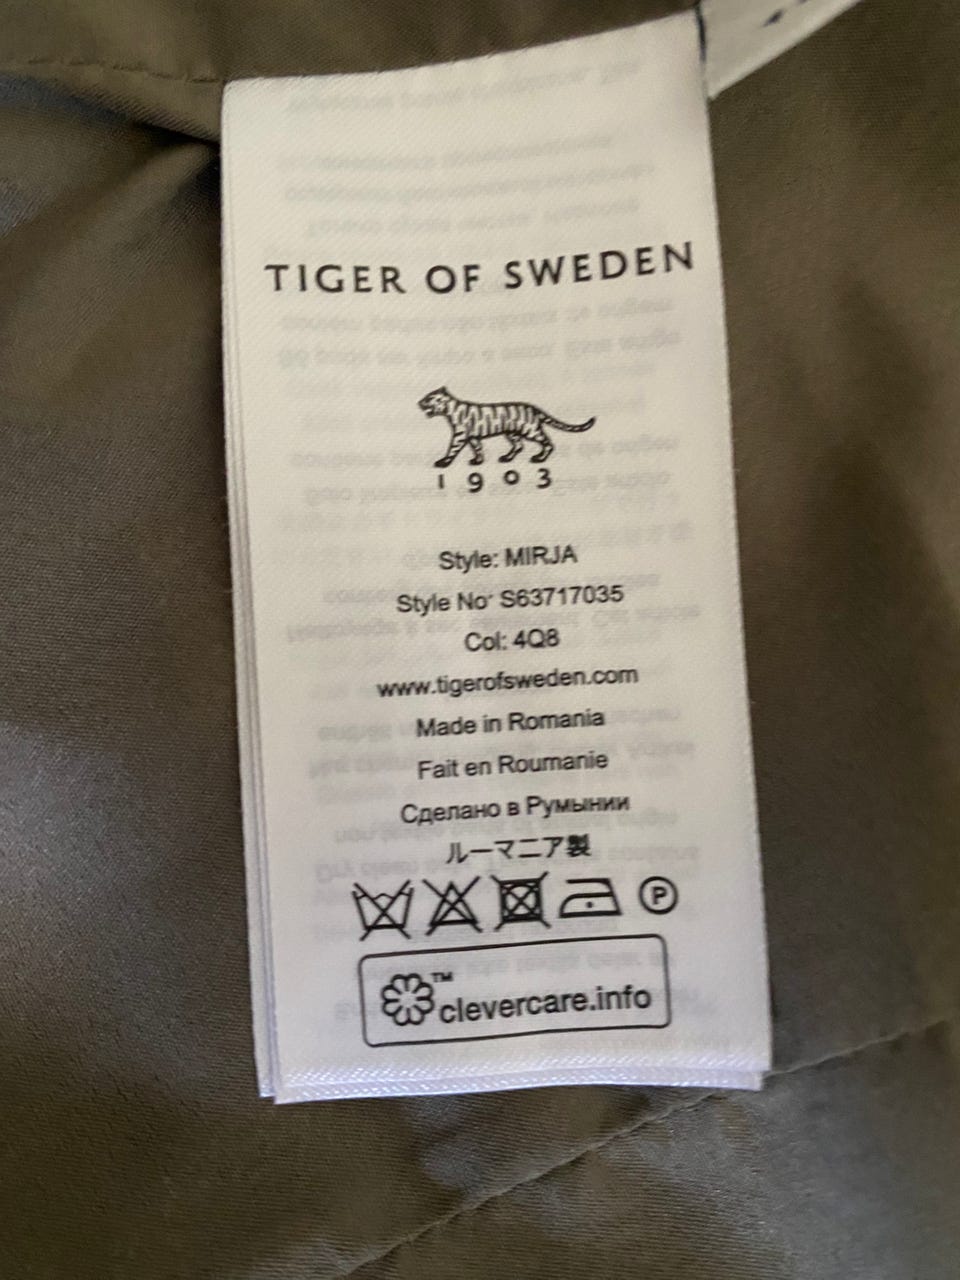 TIGER OF SWEDEN
1903
Style: MIRJA
Style No: S63717035
Col: 4Q8
www.tigerofsweden.com
Made in Romania
Fait en Roumanie
Сделано в Румынии
ルーマニア製
P
™
clevercare.info